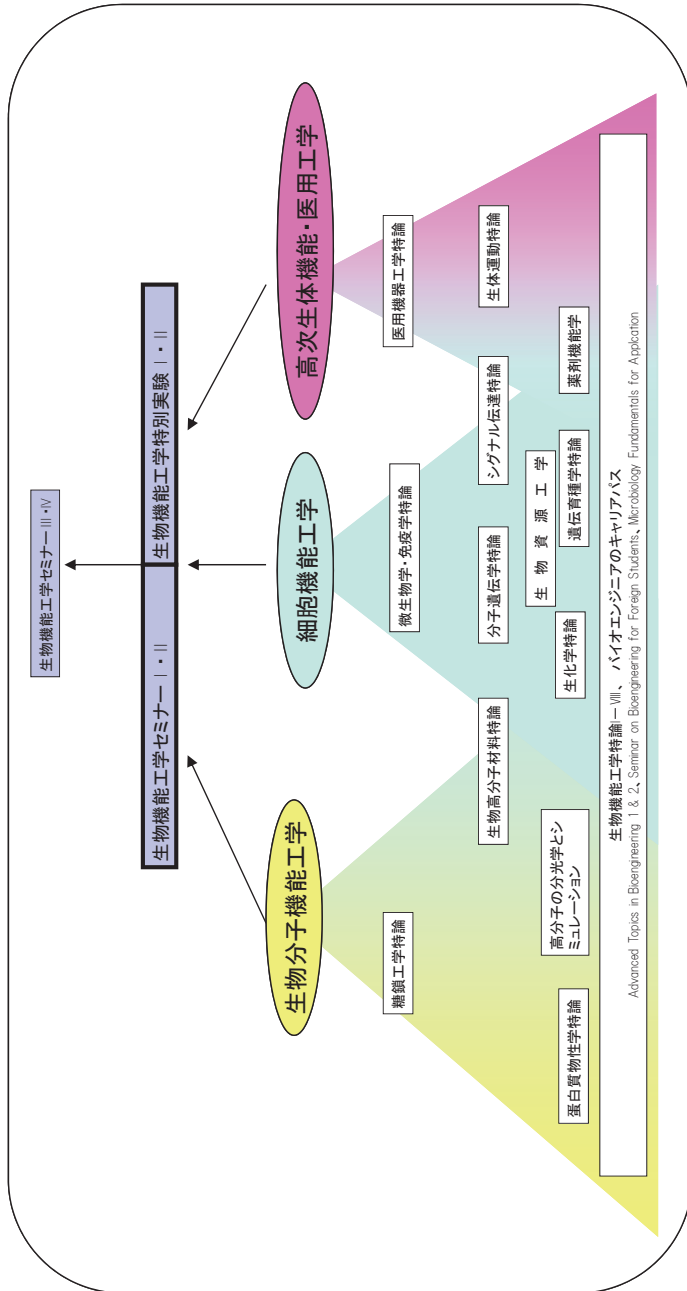 生物機能工学セミナーⅢ・Ⅳ
生物機能工学セミナーⅠ・Ⅱ
生物機能工学特別実験Ⅰ・Ⅱ
生物分子機能工学
細胞機能工学
高次生体機能・医用工学
糖鎖工学特論
微生物学・免疫学特論
医用機器工学特論
生物高分子材料特論
分子遺伝学特論
シグナル伝達特論
生体運動特論
生物資源工学
蛋白質物性学特論
高分子の分光学とシ
ミュレーション
生化学特論
遺伝育種学特論
薬剤機能学
生物機能工学特論Ⅰ－Ⅷ、バイオエンジニアのキャリアパス
Advanced Topics in Bioengineering 1 & 2、Seminar on Bioengineering for Foreign Students、Microbiology Fundamentals for Applcation